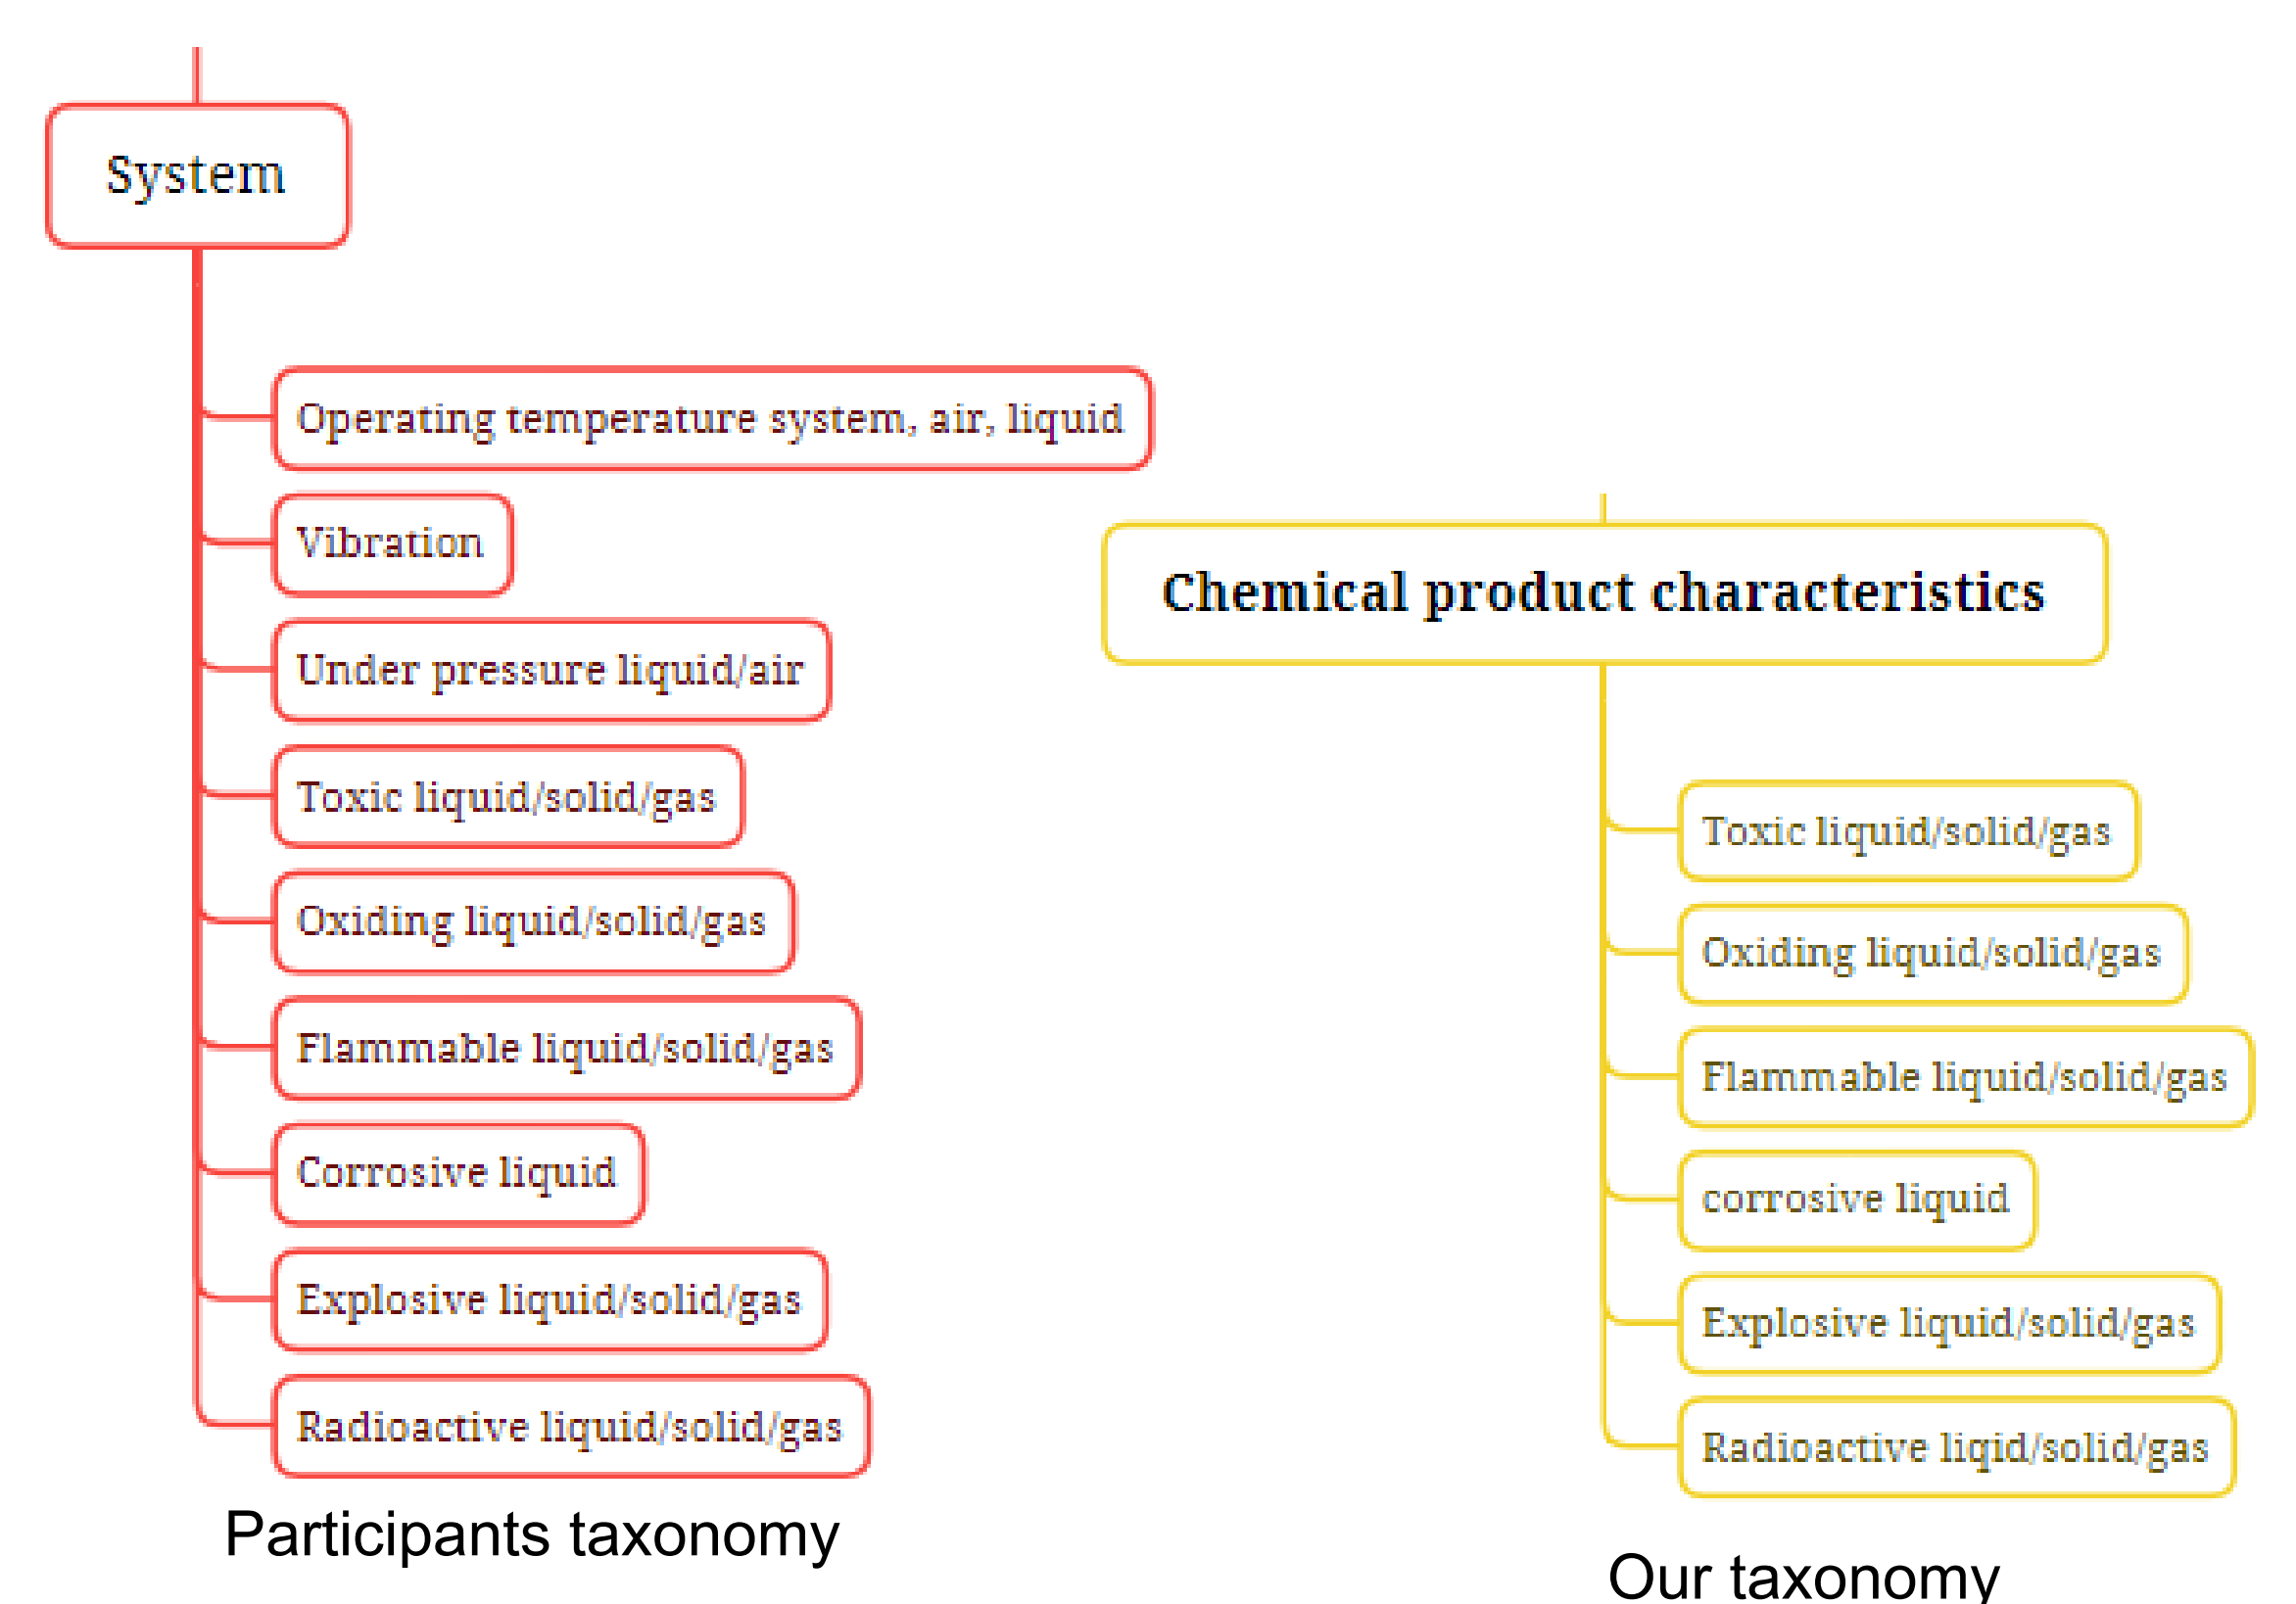 System
Operating temperature system, air, liquid
Vibration
Under pressure liquid/air
Toxic liquid/solid/gas
Oxiding liquid/solid/gas
Flammable liquid/solid/gas
Corrosive liquid
Explosive liquid/solid/gas
Radioactive liquid/solid/gas
Participants taxonomy
Chemical product characteristics
Toxic liquid/solid/gas
Oxiding liquid/solid/gas
Flammable liquid/solid/gas
corrosive liquid
Explosive liquid/solid/gas
Radioactive liqid/solid/gas
Our taxonomy